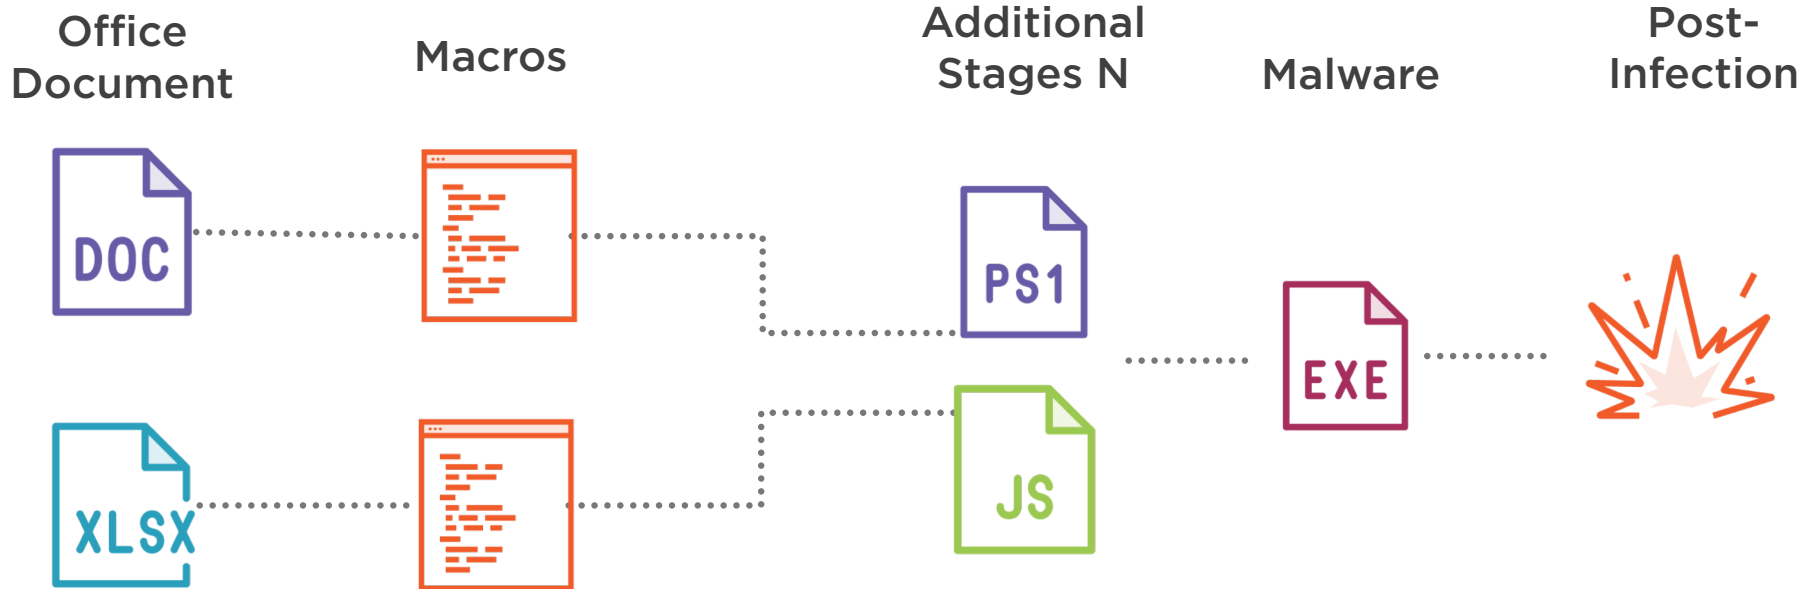 Office
Document
Macros
Additional
Stages N
Malware
Post-
Infection
DOC
PS1
EXE
XLSX
JS